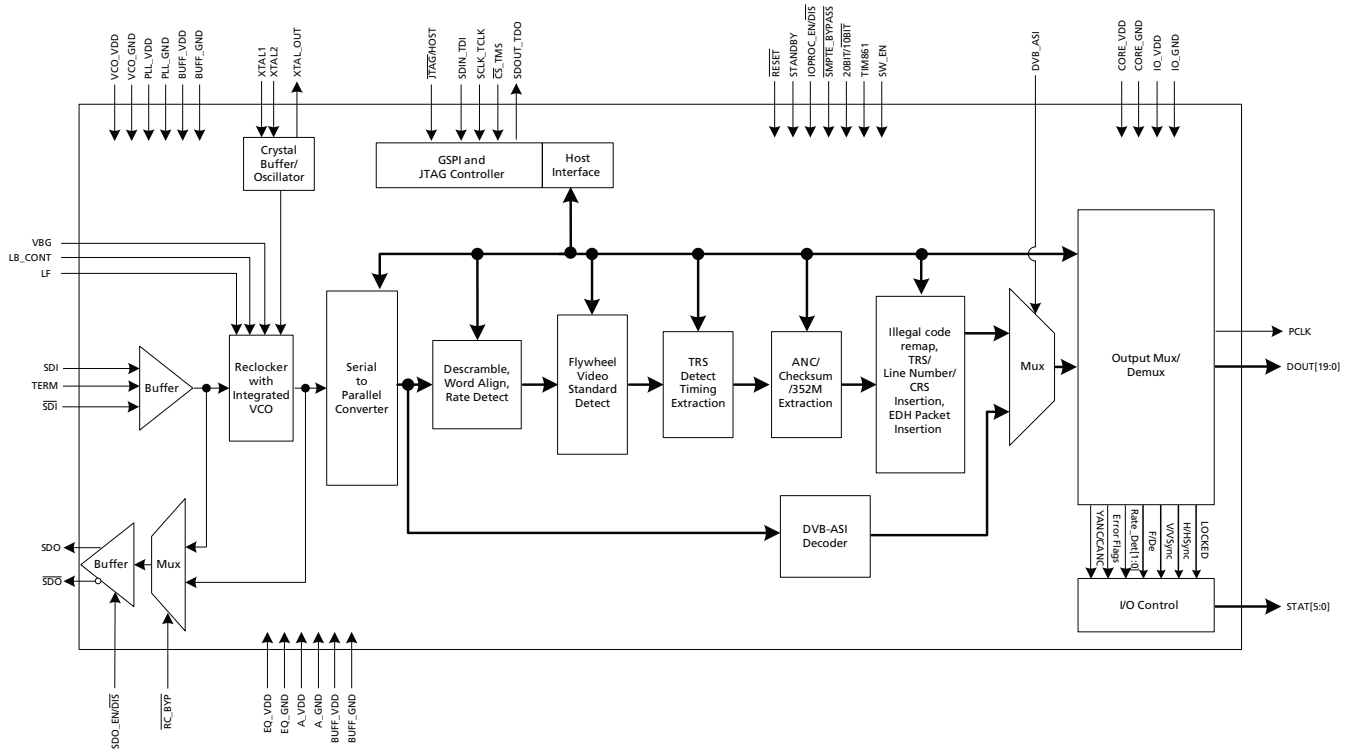 VCO_VDD
VCO_GND
PLL_VDD
PLL_GND
BUFF_VDD
BUFF_GND
XTAL1
XTAL2
XTAL_OUT
JTAG/HOST
SDIN_TDI
SCLK_TCLK
CS_TMS
SDOUT_TDO
RESET
STANDBY
IOPROC_EN/DIS
SMPTE_BYPASS
20BIT/10BIT
TIM861
SW_EN
DVB_ASI
CORE_VDD
CORE_GND
IO_VDD
IO_GND
Crystal
Buffer/
Oscillator
GSPI and
JTAG Controller
Host
Interface
VBG
LB_CONT
LF
SDI
TERM
SDI
Buffer
Reclocker
with
Integrated
VCO
Serial
to
Parallel
Converter
Descramble,
Word Align,
Rate Detect
Flywheel
Video
Standard
Detect
TRS
Detect
Timing
Extraction
ANC/
Checksum
/352M
Extraction
Illegal code
remap,
TRS/
Line Number/
CRS
Insertion,
EDH Packet
Insertion
Mux
Output Mux/
Demux
PCLK
DOUT[19:0]
DVB-ASI
Decoder
YANC/CANC
Error Flags
Rate_Det[1:0]
F/De
V/VSync
H/HSync
LOCKED
I/O Control
STAT[5:0]
SDO
SDO
Buffer
Mux
SDO_EN/DIS
RC_BYP
EQ_VDD
EQ_GND
A_VDD
A_GND
BUFF_VDD
BUFF_GND